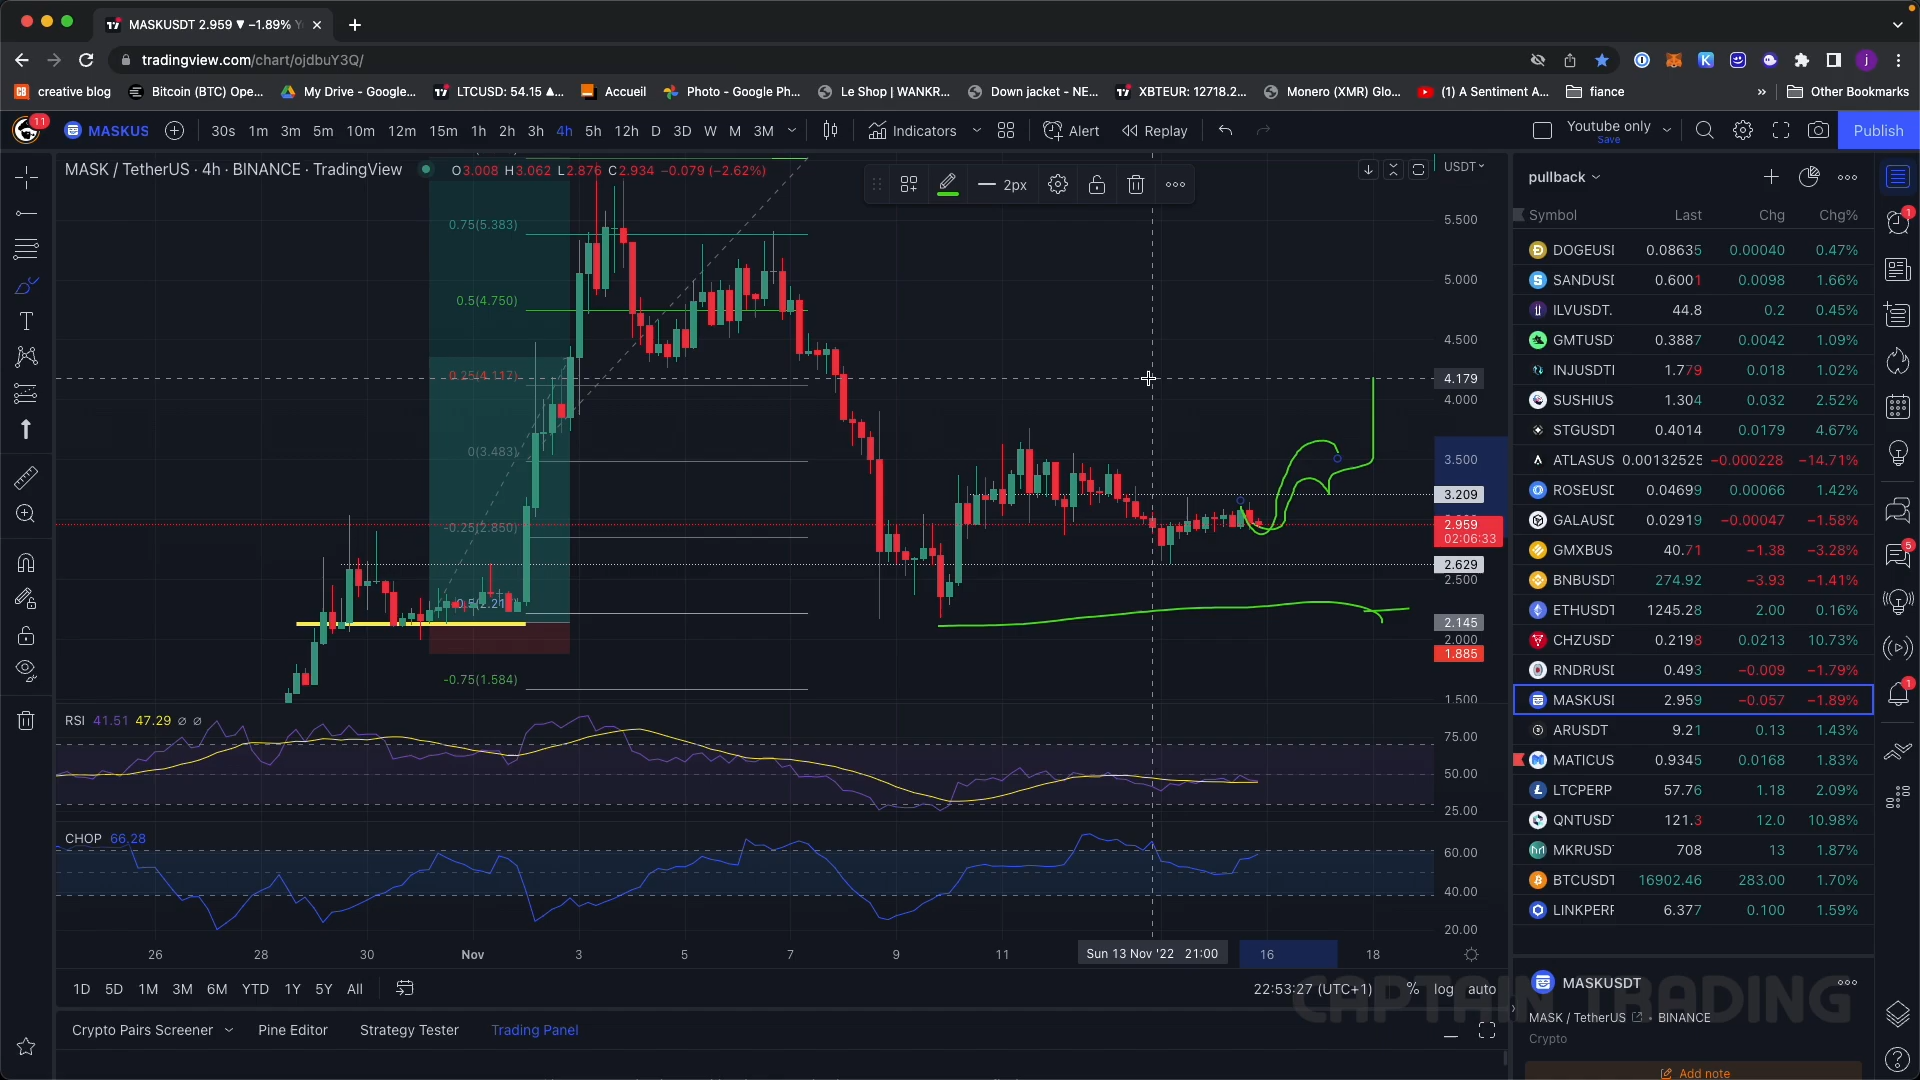 MASKUSDT 2.959 ▼ −1.89%
tradingview.com/chart/ojdbuY3Q/
creative blog
Bitcoin (BTC) Ope...
My Drive - Google...
LTCUSD: 54.15 ▲...
Accueil
Photo - Google Ph...
Le Shop | WANKR...
Down jacket - NE...
XBTEUR: 12718.2...
Monero (XMR) Glo...
(1) A Sentiment A...
fiance
»
Other Bookmarks
11
MASKUS
30s 1m 3m 5m 10m 12m 15m 1h 2h 3h 4h 5h 12h D 3D W M 3M
Indicators
Alert
Replay
Youtube only
Save
Publish
MASK / TetherUS · 4h · BINANCE · TradingView
O3.008 H3.062 L2.876 C2.934 −0.079 (−2.62%)
2px
USDT
0.75(5.383)
0.5(4.750)
0.25(4.117)
0(3.483)
-0.25(2.850)
-0.75(1.584)
5.500
5.000
4.500
4.179
4.000
3.500
3.209
2.959
02:06:33
2.629
2.500
2.145
2.000
1.885
1.500
RSI 41.51 47.29 ∅ ∅
75.00
50.00
25.00
CHOP 66.28
60.00
40.00
20.00
26 28 30 Nov 3 5 7 9 11 Sun 13 Nov '22 21:00 16 18
1D 5D 1M 3M 6M YTD 1Y 5Y All
22:53:27 (UTC+1) % log auto
Crypto Pairs Screener
Pine Editor
Strategy Tester
Trading Panel
pullback
Symbol Last Chg Chg%
DOGEUSI 0.08635 0.00040 0.47%
SANDUSI 0.6001 0.0098 1.66%
ILVUSDT. 44.8 0.2 0.45%
GMTUSD 0.3887 0.0042 1.09%
INJUSDTI 1.779 0.018 1.02%
SUSHIUS 1.304 0.032 2.52%
STGUSDT 0.4014 0.0179 4.67%
ATLASUS 0.00132525 −0.000228 −14.71%
ROSEUSI 0.04699 0.00066 1.42%
GALAUSI 0.02919 −0.00047 −1.58%
GMXBUS 40.71 −1.38 −3.28%
BNBUSDT 274.92 −3.93 −1.41%
ETHUSDT 1245.28 2.00 0.16%
CHZUSD 0.2198 0.0213 10.73%
RNDRUSI 0.493 −0.009 −1.79%
MASKUSI 2.959 −0.057 −1.89%
ARUSDT 9.21 0.13 1.43%
MATICUS 0.9345 0.0168 1.83%
LTCPERP 57.76 1.18 2.09%
QNTUSD 121.3 12.0 10.98%
MKRUSD 708 13 1.87%
BTCUSDT 16902.46 283.00 1.70%
LINKPERF 6.377 0.100 1.59%
MASKUSDT
MASK / TetherUS • BINANCE
Crypto
CAPTAIN TRADING
Add note
1
5
1